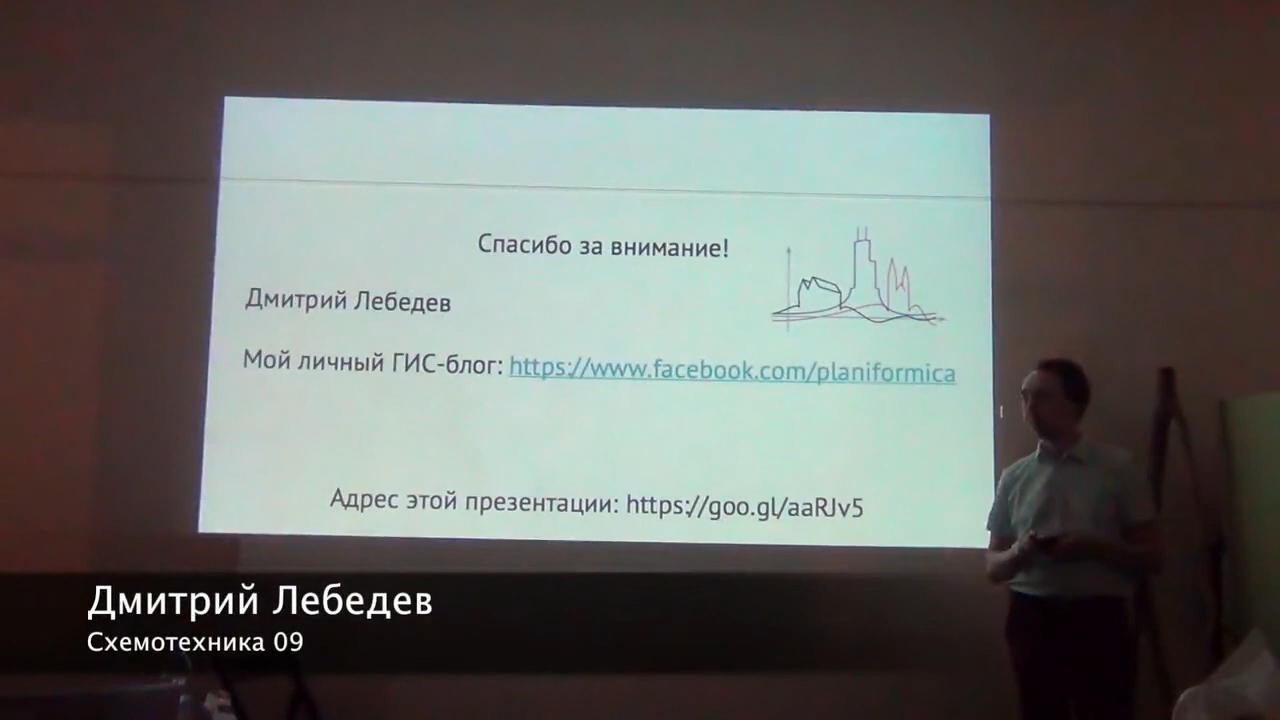 Спасибо за внимание!
Дмитрий Лебедев
Мой личный ГИС-блог: https://www.facebook.com/planiformica
Адрес этой презентации: https://goo.gl/aaRJv5
Дмитрий Лебедев
Схемотехника 09